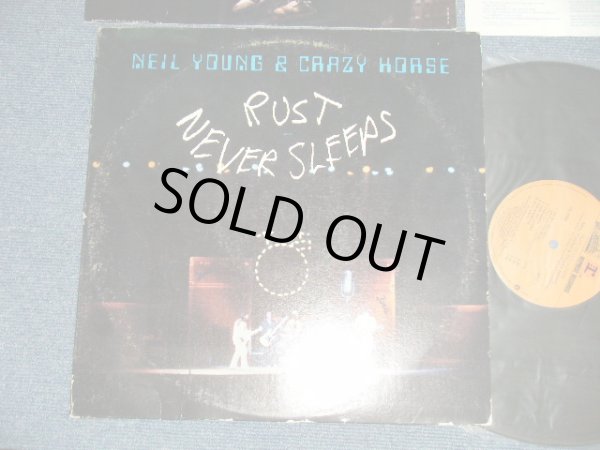 NEIL YOUNG & CRAZY HORSE
RUST
NEVER SLEEPS
SOLD OUT